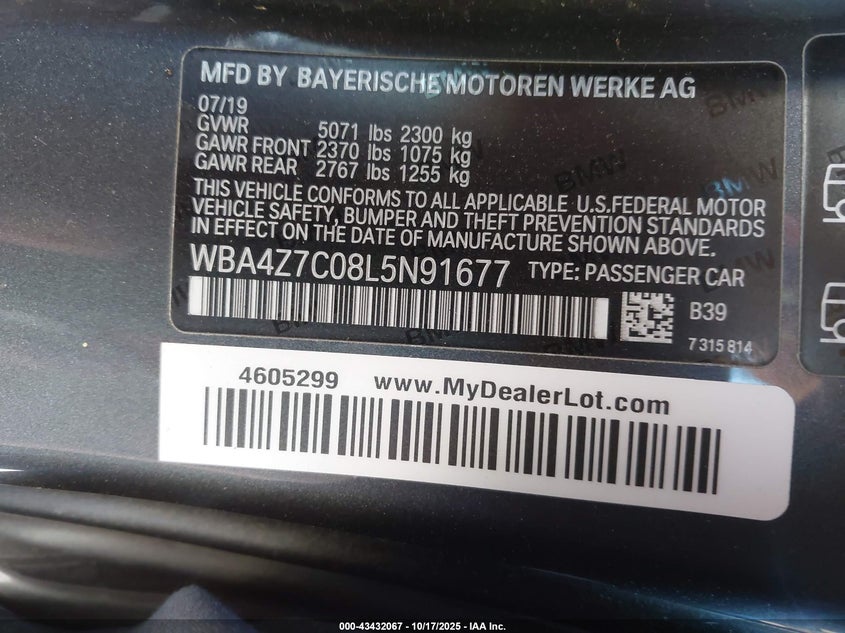 MFD BY BAYERISCHE MOTOREN WERKE AG
07/19
GVWR 5071 lbs 2300 kg
GAWR FRONT 2370 lbs 1075 kg
GAWR REAR 2767 lbs 1255 kg
THIS VEHICLE CONFORMS TO ALL APPLICABLE U.S.FEDERAL MOTOR
VEHICLE SAFETY, BUMPER AND THEFT PREVENTION STANDARDS
IN EFFECT ON THE DATE OF MANUFACTURE SHOWN ABOVE.
WBA4Z7C08L5N91677 TYPE: PASSENGER CAR
B39
7 315 814
4605299 www.MyDealerLot.com
000-43432067 - 10/17/2025 - IAA Inc.